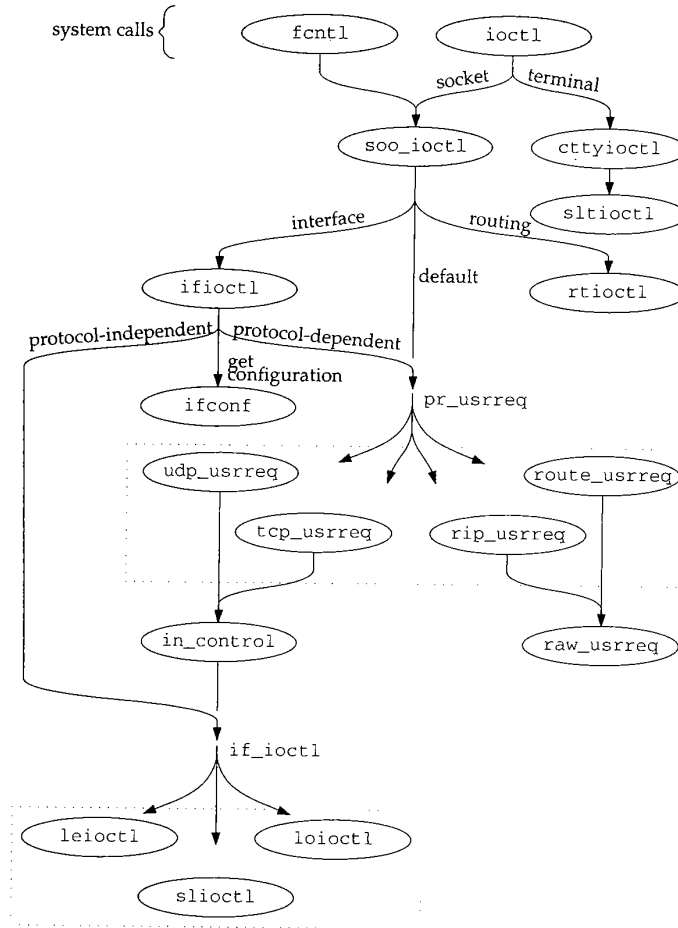 system calls
fcntl
ioctl
socket
terminal
soo_ioctl
cttyioctl
sltioctl
interface
routing
default
ifioctl
rtioctl
protocol-independent
protocol-dependent
get
configuration
ifconf
pr_usrreq
udp_usrreq
route_usrreq
tcp_usrreq
rip_usrreq
in_control
raw_usrreq
if_ioctl
leioctl
loioctl
slioctl